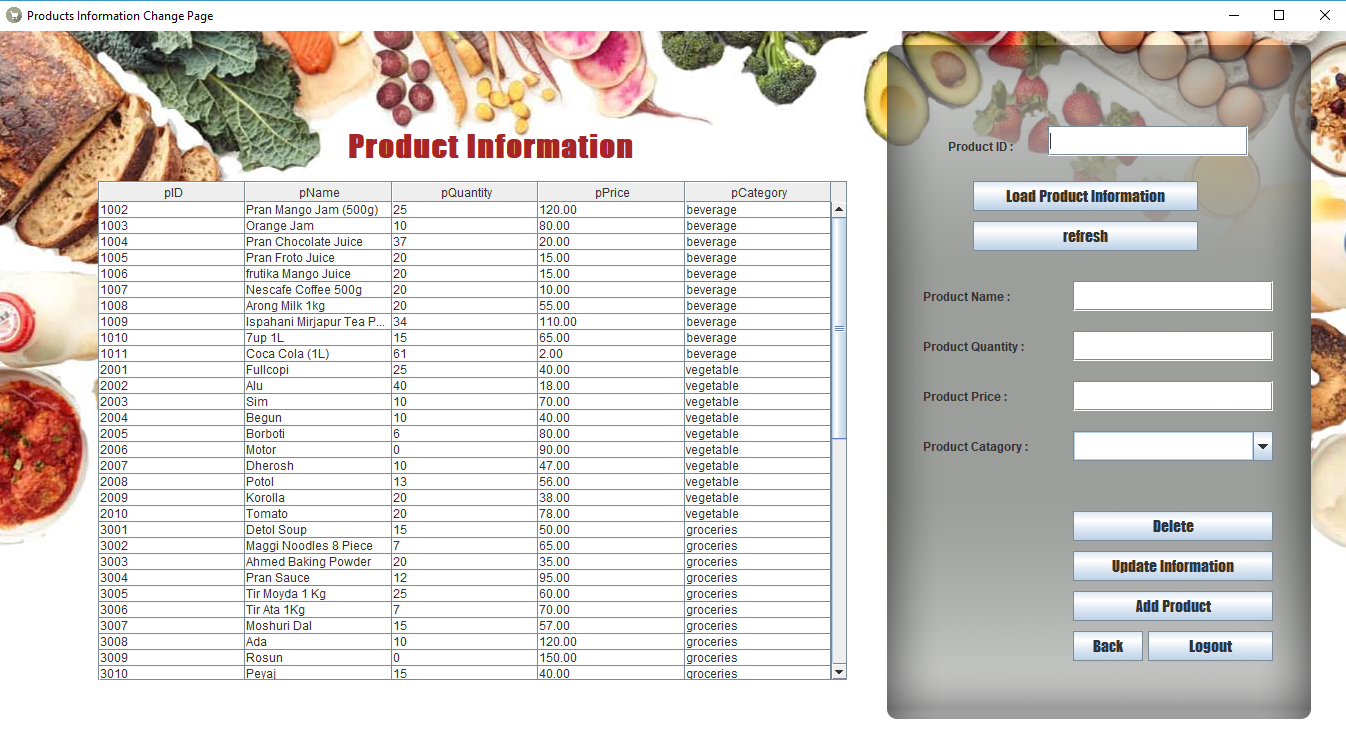 Products Information Change Page
Product Information
pID pName pQuantity pPrice pCategory
1002 Pran Mango Jam (500g) 25 120.00 beverage
1003 Orange Jam 10 80.00 beverage
1004 Pran Chocolate Juice 37 20.00 beverage
1005 Pran Froto Juice 20 15.00 beverage
1006 frutika Mango Juice 20 15.00 beverage
1007 Nescafe Coffee 500g 20 10.00 beverage
1008 Arong Milk 1kg 20 55.00 beverage
1009 Ispahani Mirjapur Tea P... 34 110.00 beverage
1010 7up 1L 15 65.00 beverage
1011 Coca Cola (1L) 61 2.00 beverage
2001 Fullcopi 25 40.00 vegetable
2002 Alu 40 18.00 vegetable
2003 Sim 10 70.00 vegetable
2004 Begun 10 40.00 vegetable
2005 Borboti 6 80.00 vegetable
2006 Motor 0 90.00 vegetable
2007 Dherosh 10 47.00 vegetable
2008 Potol 13 56.00 vegetable
2009 Korolla 20 38.00 vegetable
2010 Tomato 20 78.00 vegetable
3001 Detol Soup 15 50.00 groceries
3002 Maggi Noodles 8 Piece 7 65.00 groceries
3003 Ahmed Baking Powder 20 35.00 groceries
3004 Pran Sauce 12 95.00 groceries
3005 Tir Moyda 1 Kg 25 60.00 groceries
3006 Tir Ata 1Kg 7 70.00 groceries
3007 Moshuri Dal 15 57.00 groceries
3008 Ada 10 120.00 groceries
3009 Rosun 0 150.00 groceries
3010 Peyaj 15 40.00 groceries
Product ID :
Load Product Information
refresh
Product Name :
Product Quantity :
Product Price :
Product Catagory :
Delete
Update Information
Add Product
Back Logout